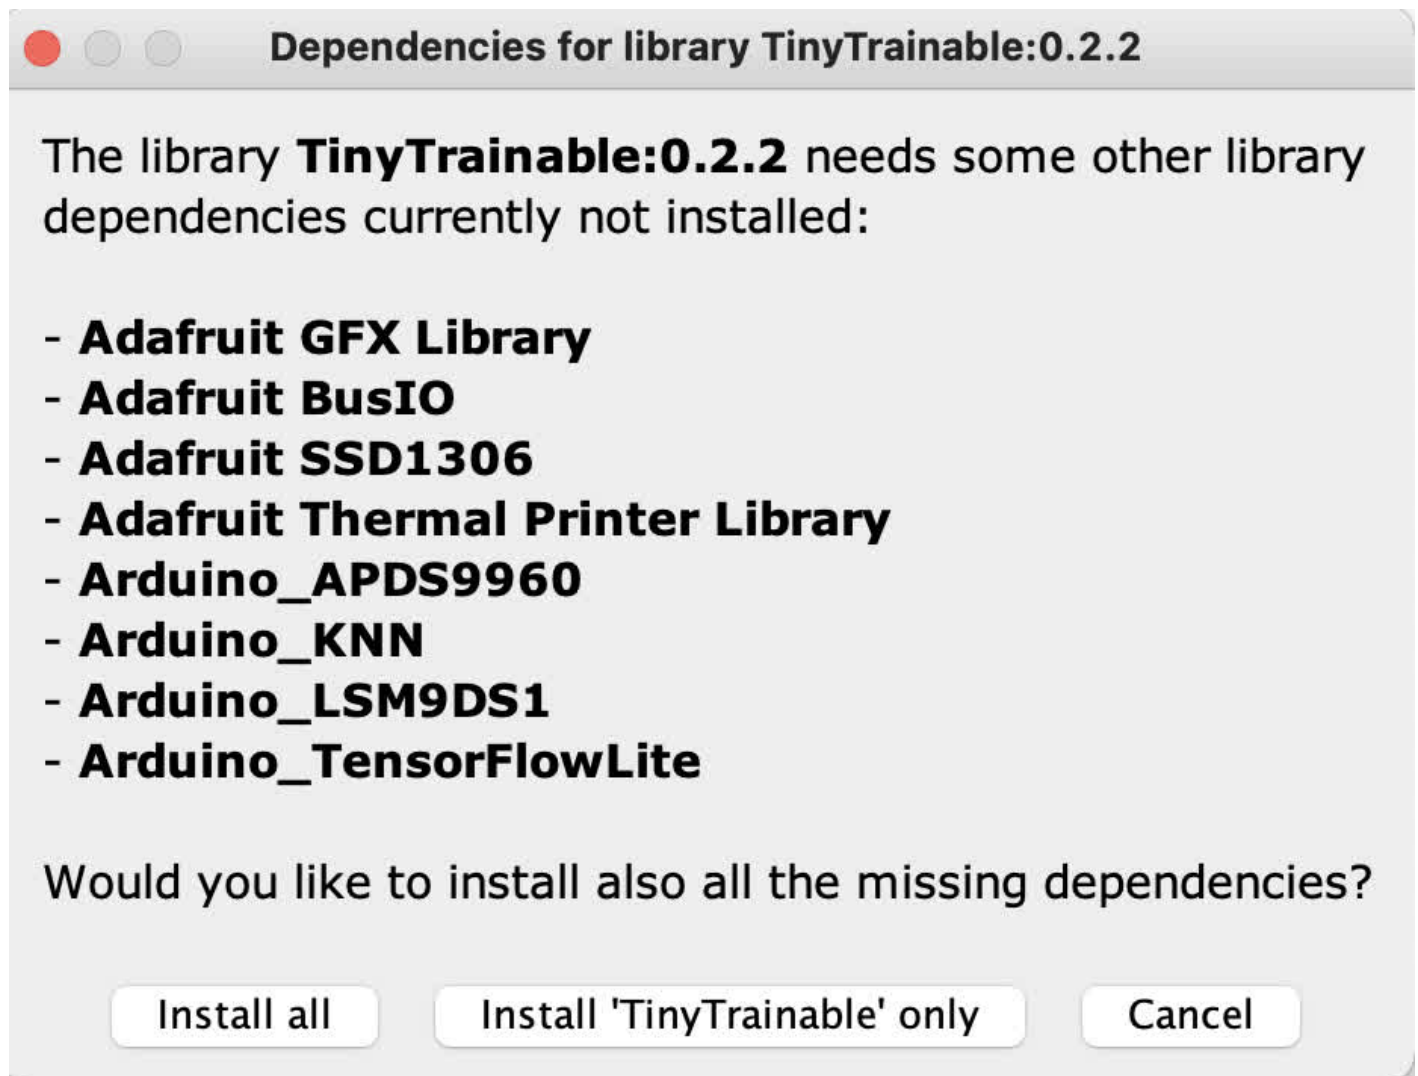 Dependencies for library TinyTrainable:0.2.2
The library TinyTrainable:0.2.2 needs some other library
dependencies currently not installed:
- Adafruit GFX Library
- Adafruit BusIO
- Adafruit SSD1306
- Adafruit Thermal Printer Library
- Arduino_APDS9960
- Arduino_KNN
- Arduino_LSM9DS1
- Arduino_TensorFlowLite
Would you like to install also all the missing dependencies?
Install all
Install 'TinyTrainable' only
Cancel